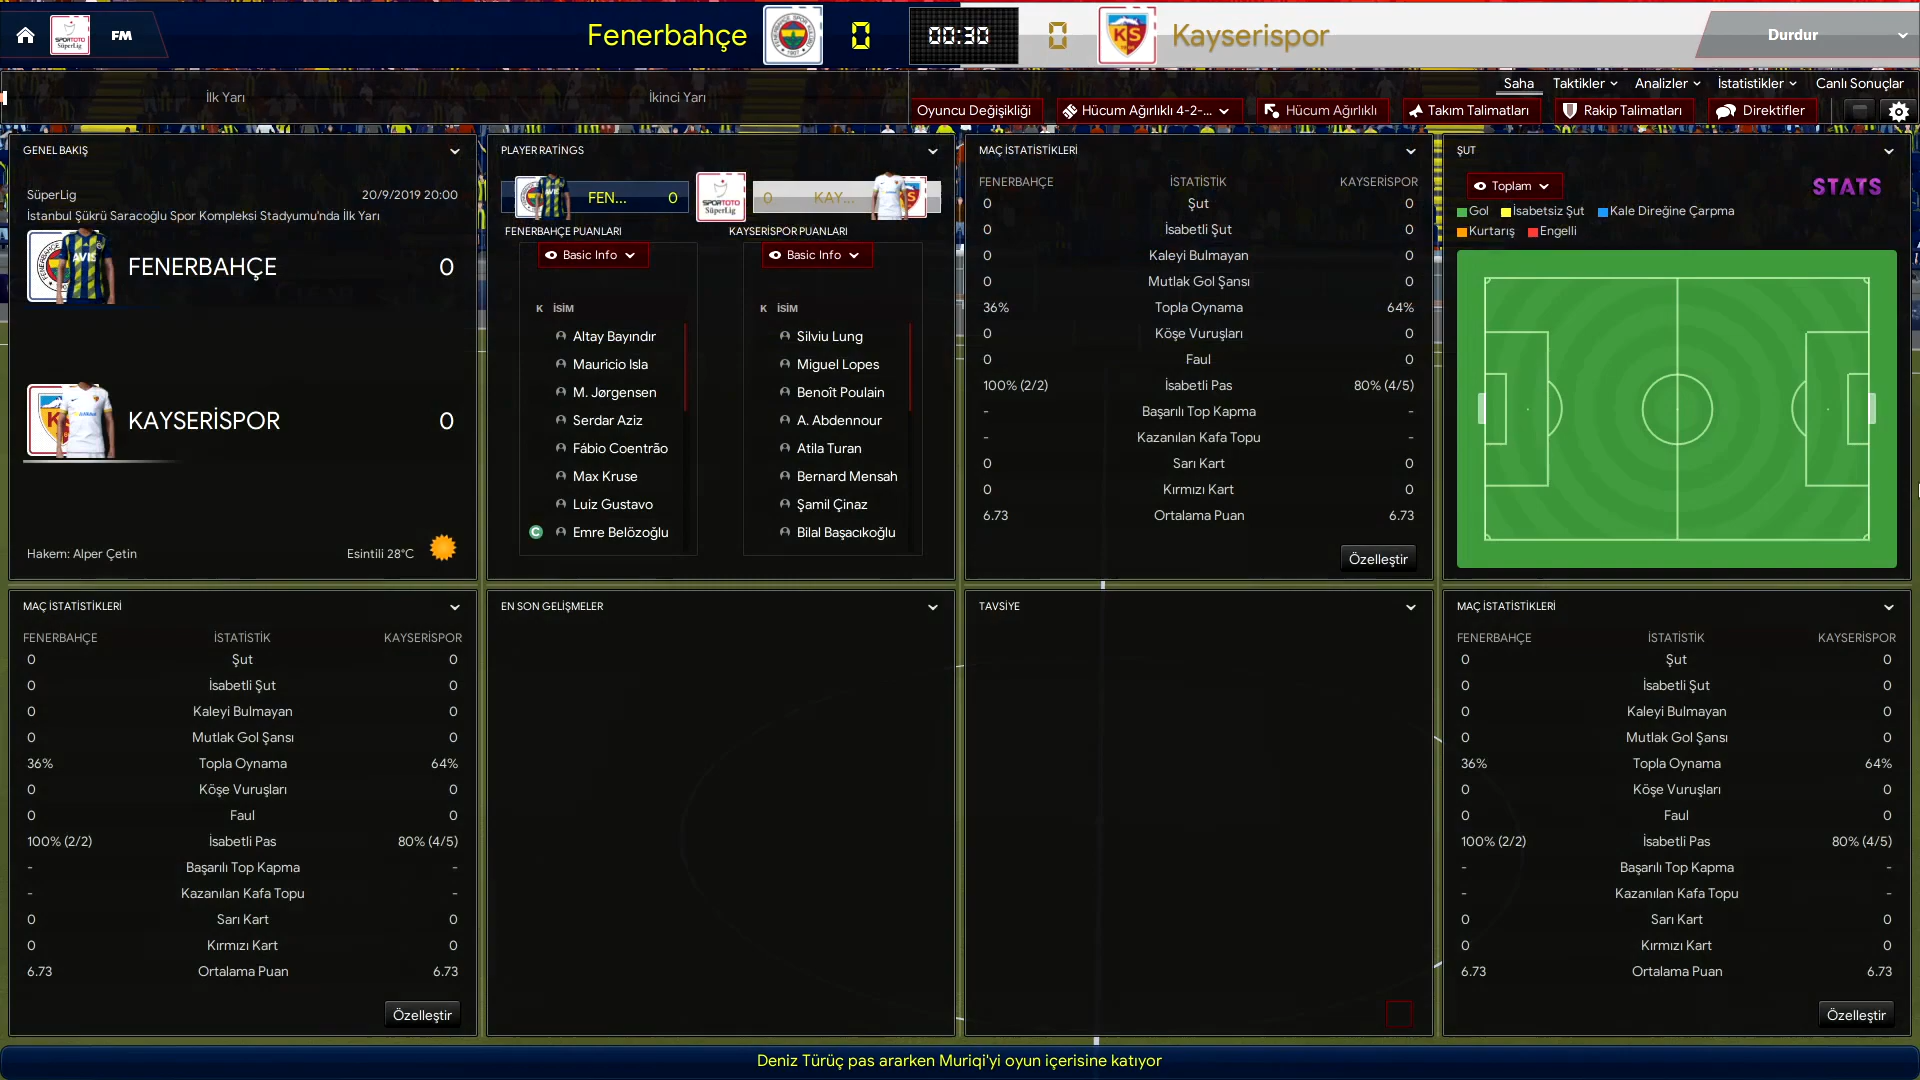 SPORTOTO
SüperLig
FM
Fenerbahçe
0
00:30
0
Kayserispor
Durdur
İlk Yarı
İkinci Yarı
Saha
Taktikler
Analizler
İstatistikler
Canlı Sonuçlar
Oyuncu Değişikliği
Hücum Ağırlıklı 4-2-...
Hücum Ağırlıklı
Takım Talimatları
Rakip Talimatları
Direktifler
GENEL BAKIŞ
SüperLig
20/9/2019 20:00
İstanbul Şükrü Saracoğlu Spor Kompleksi Stadyumu'nda İlk Yarı
AVIS
FENERBAHÇE
0
KAYSERİSPOR
0
Hakem: Alper Çetin
Esintili 28°C
PLAYER RATINGS
FEN...
0
SPORTOTO
SüperLig
0
KAY...
FENERBAHÇE PUANLARI
KAYSERİSPOR PUANLARI
Basic Info
Basic Info
K İSİM
K İSİM
Altay Bayındır
Silviu Lung
Mauricio Isla
Miguel Lopes
M. Jørgensen
Benoît Poulain
Serdar Aziz
A. Abdennour
Fábio Coentrão
Atila Turan
Max Kruse
Bernard Mensah
Luiz Gustavo
Şamil Çinaz
C Emre Belözoğlu
Bilal Başacıkoğlu
MAÇ İSTATİSTİKLERİ
FENERBAHÇE İSTATİSTİK KAYSERİSPOR
0 Şut 0
0 İsabetli Şut 0
0 Kaleyi Bulmayan 0
0 Mutlak Gol Şansı 0
36% Topla Oynama 64%
0 Köşe Vuruşları 0
0 Faul 0
100% (2/2) İsabetli Pas 80% (4/5)
- Başarılı Top Kapma -
- Kazanılan Kafa Topu -
0 Sarı Kart 0
0 Kırmızı Kart 0
6.73 Ortalama Puan 6.73
Özelleştir
ŞUT
Toplam
STATS
Gol İsabetsiz Şut Kale Direğine Çarpma
Kurtarış Engelli
MAÇ İSTATİSTİKLERİ
FENERBAHÇE İSTATİSTİK KAYSERİSPOR
0 Şut 0
0 İsabetli Şut 0
0 Kaleyi Bulmayan 0
0 Mutlak Gol Şansı 0
36% Topla Oynama 64%
0 Köşe Vuruşları 0
0 Faul 0
100% (2/2) İsabetli Pas 80% (4/5)
- Başarılı Top Kapma -
- Kazanılan Kafa Topu -
0 Sarı Kart 0
0 Kırmızı Kart 0
6.73 Ortalama Puan 6.73
Özelleştir
EN SON GELİŞMELER
TAVSİYE
MAÇ İSTATİSTİKLERİ
FENERBAHÇE İSTATİSTİK KAYSERİSPOR
0 Şut 0
0 İsabetli Şut 0
0 Kaleyi Bulmayan 0
0 Mutlak Gol Şansı 0
36% Topla Oynama 64%
0 Köşe Vuruşları 0
0 Faul 0
100% (2/2) İsabetli Pas 80% (4/5)
- Başarılı Top Kapma -
- Kazanılan Kafa Topu -
0 Sarı Kart 0
0 Kırmızı Kart 0
6.73 Ortalama Puan 6.73
Özelleştir
Deniz Türüç pas ararken Muriqi'yi oyun içerisine katıyor